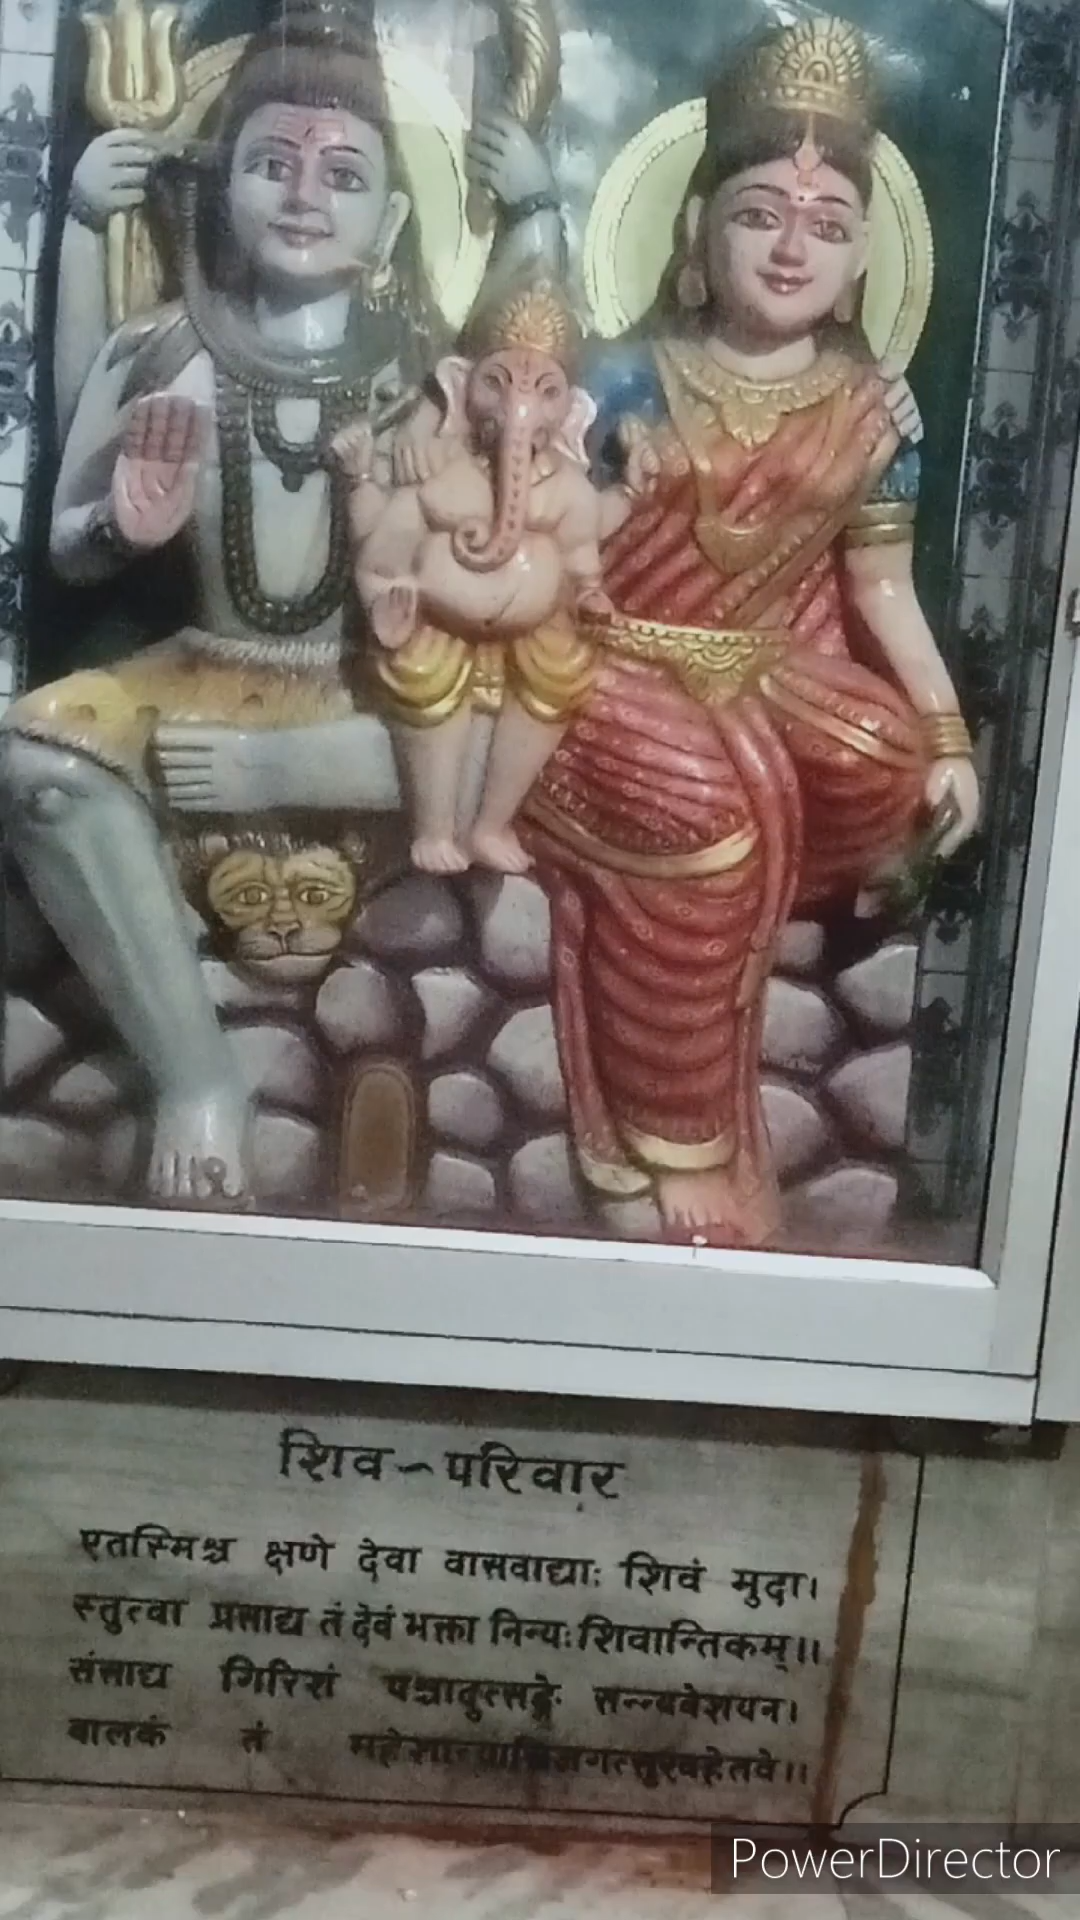 शिव - परिवार
एतस्मिश्च क्षणे देवा वासवाद्याः शिवं मुदा।
स्तुत्वा प्रसाद्य तं देवं भक्ता निन्युः शिवान्तिकम्॥
संसाद्य गिरिशं पश्चादुत्सङ्गे सन्न्यवेशयन।
बालकं तं
PowerDirector